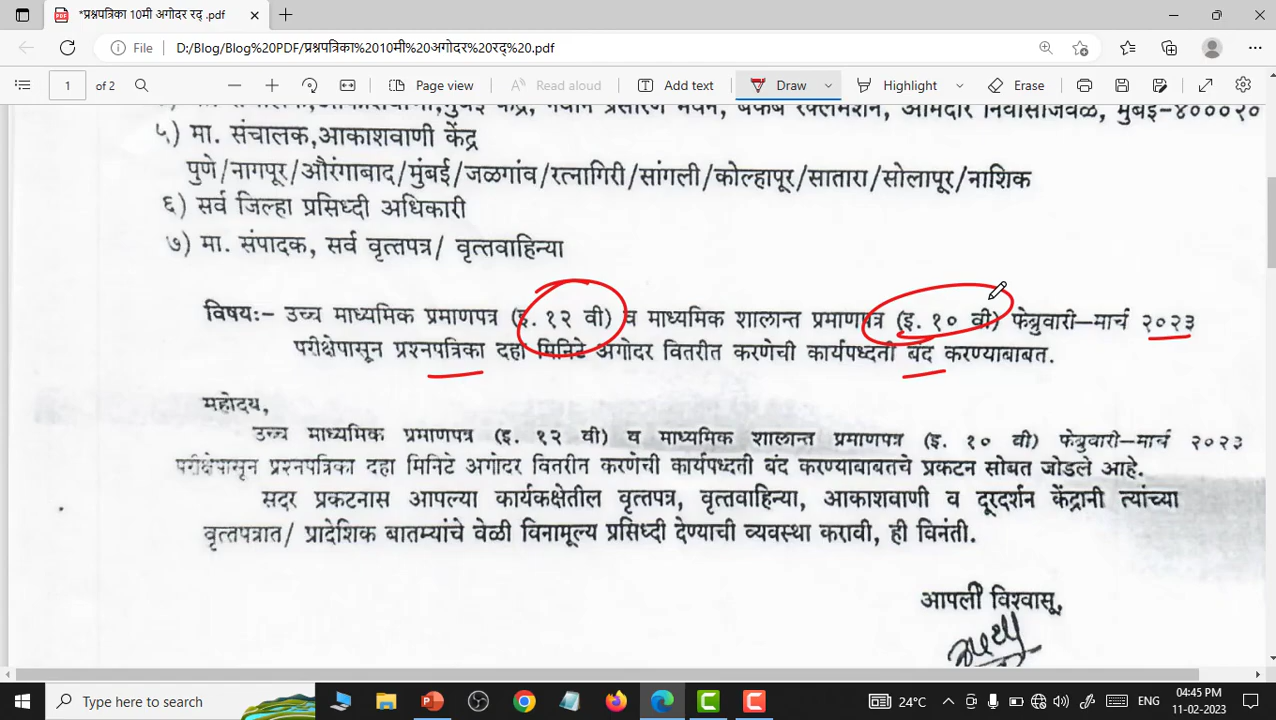 *प्रश्नपत्रिका 10मी अगोदर रद्द .pdf
File D:/Blog/Blog%20PDF/प्रश्नपत्रिका%2010मी%20अगोदर%20रद्द%20.pdf
1 of 2 Page view Read aloud Add text Draw Highlight Erase
मुंबई-४०००२०
५) मा. संचालक,आकाशवाणी केंद्र
पुणे/नागपूर/औरंगाबाद/मुंबई/जळगांव/रत्नागिरी/सांगली/कोल्हापूर/सातारा/सोलापूर/नाशिक
६) सर्व जिल्हा प्रसिध्दी अधिकारी
७) मा. संपादक, सर्व वृत्तपत्र/ वृत्तवाहिन्या
विषयः- उच्च माध्यमिक प्रमाणपत्र (इ. १२ वी) व माध्यमिक शालान्त प्रमाणपत्र (इ. १० वी) फेब्रुवारी–मार्च २०२३
परीक्षेपासून प्रश्नपत्रिका दहा मिनिटे अगोदर वितरीत करणेची कार्यपध्दती बंद करण्याबाबत.
महोदय,
उच्च माध्यमिक प्रमाणपत्र (इ. १२ वी) व माध्यमिक शालान्त प्रमाणपत्र (इ. १० वी) फेब्रुवारी–मार्च २०२३
परीक्षेपासून प्रश्नपत्रिका दहा मिनिटे अगोदर वितरीत करणेची कार्यपध्दती बंद करण्याबाबतचे प्रकटन सोबत जोडले आहे.
सदर प्रकटनास आपल्या कार्यकक्षेतील वृत्तपत्र, वृत्तवाहिन्या, आकाशवाणी व दूरदर्शन केंद्रानी त्यांच्या
वृत्तपत्रात/ प्रादेशिक बातम्यांचे वेळी विनामूल्य प्रसिध्दी देण्याची व्यवस्था करावी, ही विनंती.
आपली विश्वासू,
Type here to search 24°C ENG 04:45 PM
11-02-2023